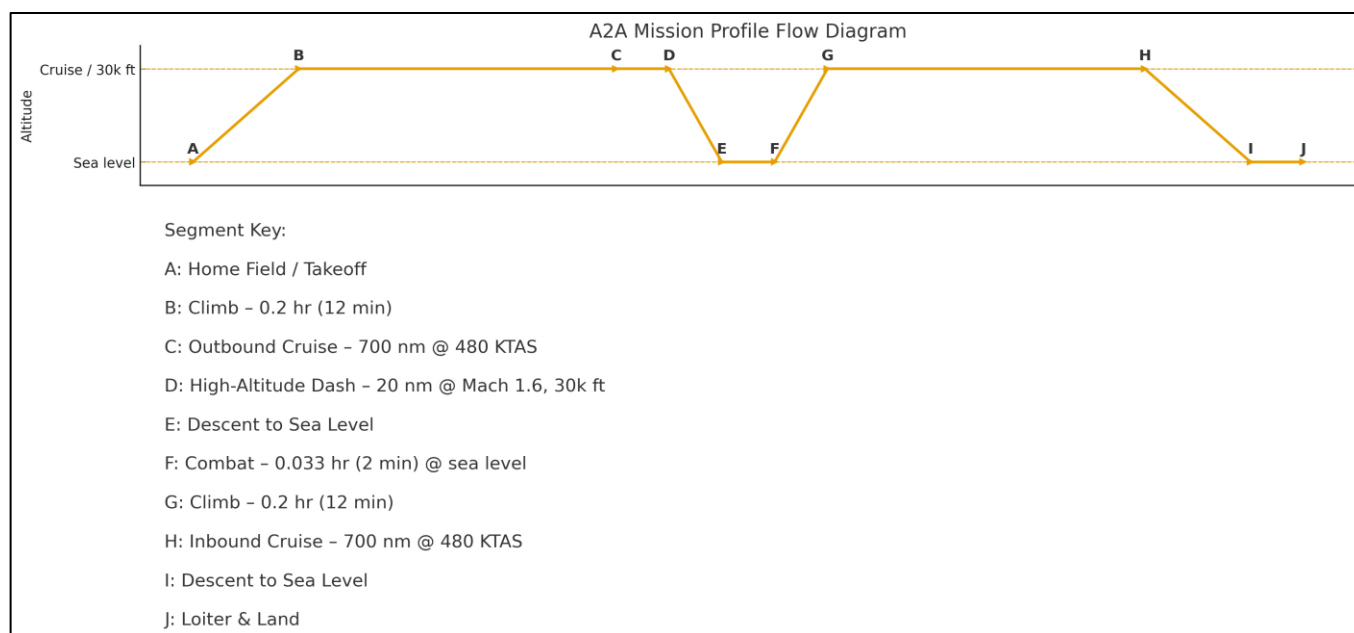 A2A Mission Profile Flow Diagram
B
C
D
G
H
Cruise / 30k ft
Altitude
A
E
F
I
J
Sea level
Segment Key:
A: Home Field / Takeoff
B: Climb – 0.2 hr (12 min)
C: Outbound Cruise – 700 nm @ 480 KTAS
D: High-Altitude Dash – 20 nm @ Mach 1.6, 30k ft
E: Descent to Sea Level
F: Combat – 0.033 hr (2 min) @ sea level
G: Climb – 0.2 hr (12 min)
H: Inbound Cruise – 700 nm @ 480 KTAS
I: Descent to Sea Level
J: Loiter & Land